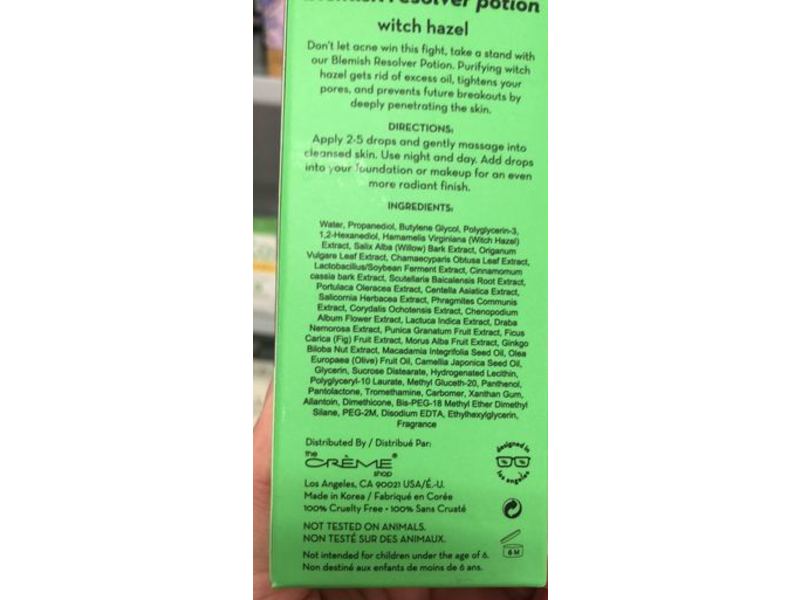 resolver potion
witch hazel
Don't let acne win this fight, take a stand with
our Blemish Resolver Potion. Purifying witch
hazel gets rid of excess oil, tightens your
pores, and prevents future breakouts by
deeply penetrating the skin.
DIRECTIONS:
Apply 2-5 drops and gently massage into
cleansed skin. Use night and day. Add drops
into your foundation or makeup for an even
more radiant finish.
INGREDIENTS:
Water, Propanediol, Butylene Glycol, Polyglycerin-3,
1,2-Hexanediol, Hamamelis Virginiana (Witch Hazel)
Extract, Salix Alba (Willow) Bark Extract, Origanum
Vulgare Leaf Extract, Chamaecyparis Obtusa Leaf Extract,
Lactobacillus/Soybean Ferment Extract, Cinnamomum
cassia bark Extract, Scutellaria Baicalensis Root Extract,
Portulaca Oleracea Extract, Centella Asiatica Extract,
Salicornia Herbacea Extract, Phragmites Communis
Extract, Corydalis Ochotensis Extract, Chenopodium
Album Flower Extract, Lactuca Indica Extract, Draba
Nemorosa Extract, Punica Granatum Fruit Extract, Ficus
Carica (Fig) Fruit Extract, Morus Alba Fruit Extract, Ginkgo
Biloba Nut Extract, Macadamia Integrifolia Seed Oil, Olea
Europaea (Olive) Fruit Oil, Camellia Japonica Seed Oil,
Glycerin, Sucrose Distearate, Hydrogenated Lecithin,
Polyglyceryl-10 Laurate, Methyl Gluceth-20, Panthenol,
Pantolactone, Tromethamine, Carbomer, Xanthan Gum,
Allantoin, Dimethicone, Bis-PEG-18 Methyl Ether Dimethyl
Silane, PEG-2M, Disodium EDTA, Ethylhexylglycerin,
Fragrance
Distributed By / Distribué Par:
the
CRÈME®
shop
designed in
los angeles
Los Angeles, CA 90021 USA/É.-U.
Made in Korea / Fabriqué en Corée
100% Cruelty Free • 100% Sans Cruauté
NOT TESTED ON ANIMALS.
NON TESTÉ SUR DES ANIMAUX.
6 M
Not intended for children under the age of 6.
Non destiné aux enfants de moins de 6 ans.